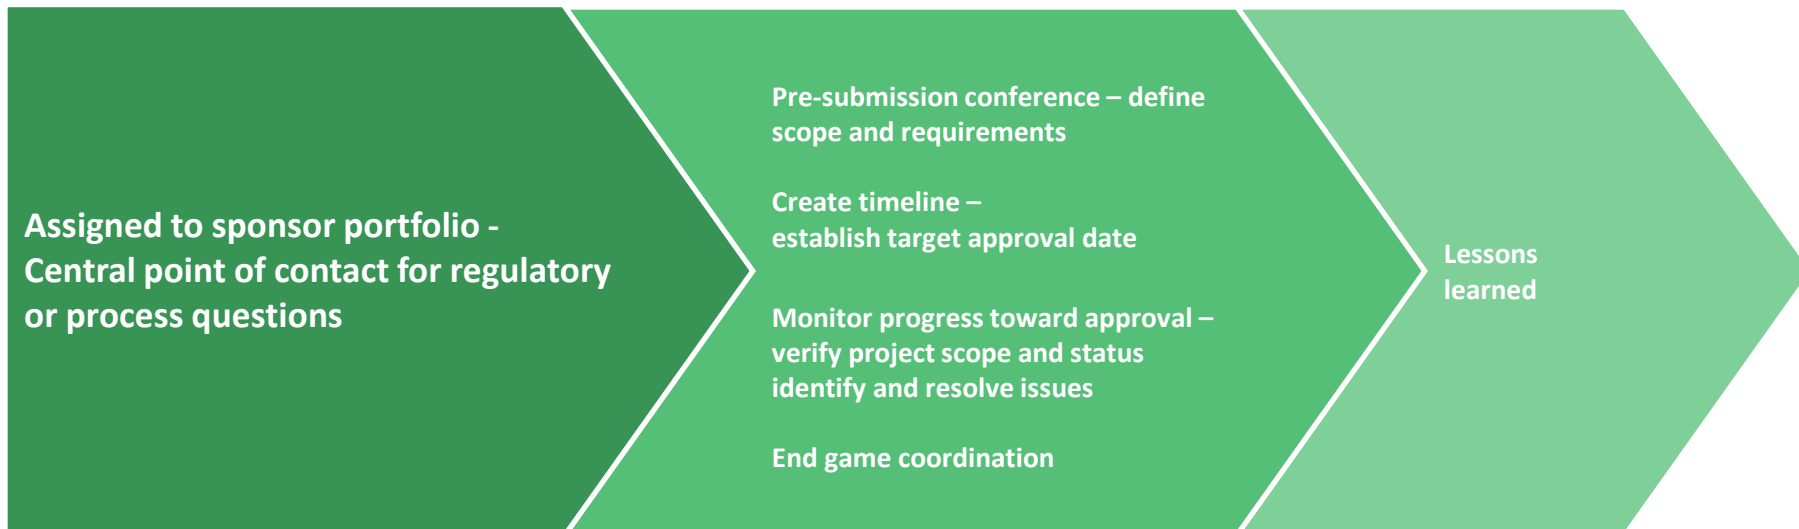 Assigned to sponsor portfolio -
Central point of contact for regulatory
or process questions
Pre-submission conference – define
scope and requirements
Create timeline –
establish target approval date
Monitor progress toward approval –
verify project scope and status
identify and resolve issues
End game coordination
Lessons
learned